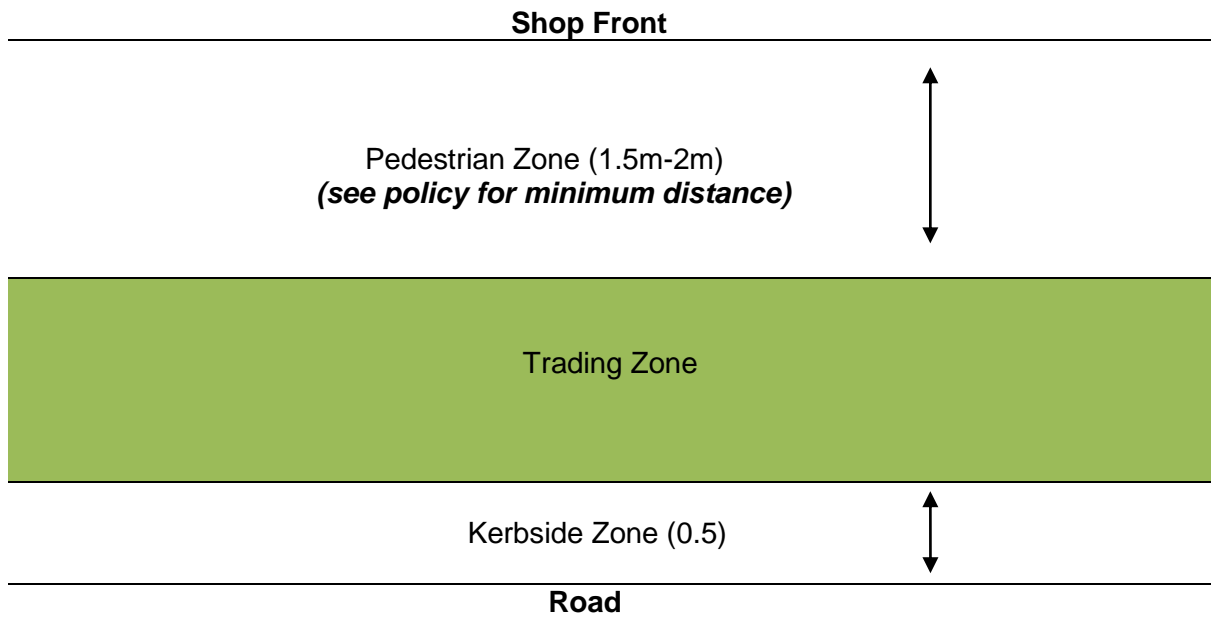 Shop Front
Pedestrian Zone (1.5m-2m)
(see policy for minimum distance)
Trading Zone
Kerbside Zone (0.5)
Road